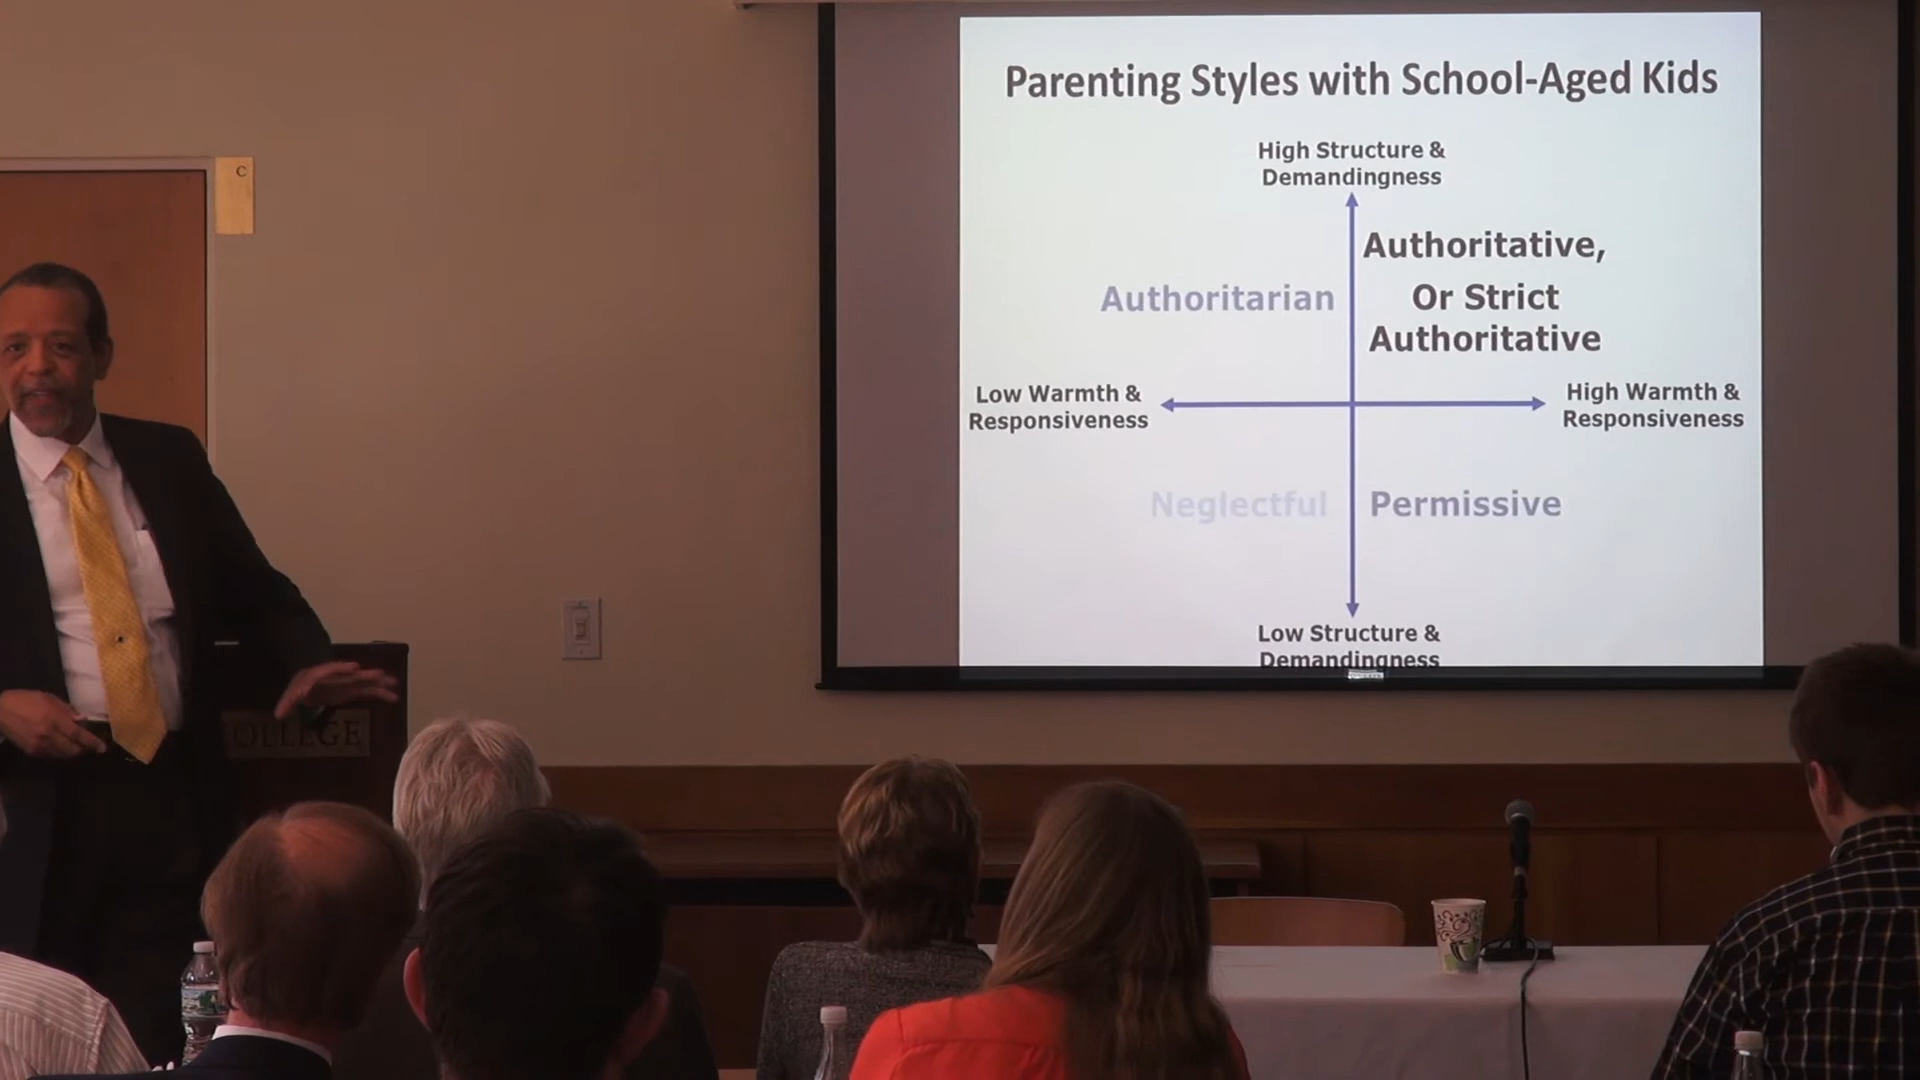 Parenting Styles with School-Aged Kids
High Structure &
Demandingness
Authoritative,
Authoritarian
Or Strict
Authoritative
Low Warmth &
Responsiveness
High Warmth &
Responsiveness
Neglectful
Permissive
Low Structure &
Demandingness
C
OLLEGE